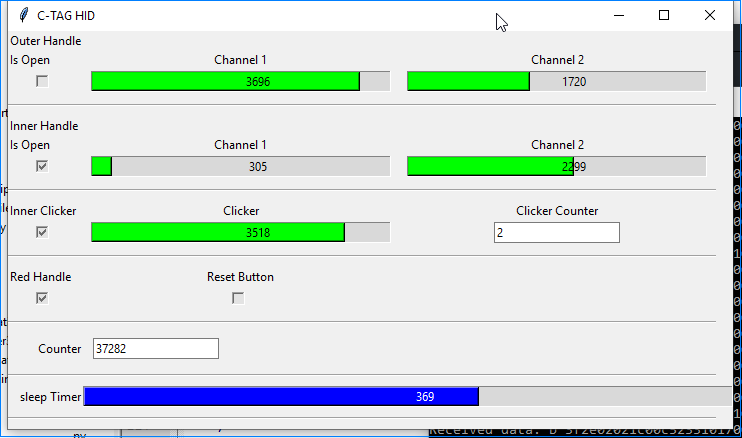 C-TAG HID
Outer Handle
Is Open Channel 1 Channel 2
3696 1720
Inner Handle
Is Open Channel 1 Channel 2
305 2299
Inner Clicker Clicker Clicker Counter
3518 2
Red Handle Reset Button
Counter 37282
sleep Timer 369